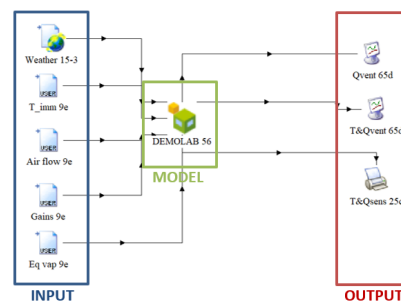 Weather 15-3
T_imm 9e
Air flow 9e
Gains 9e
Eq vap 9e
INPUT
DEMOLAB 56
MODEL
Qvent 65d
T&Qvent 65d
T&Qsens 25d
OUTPUT